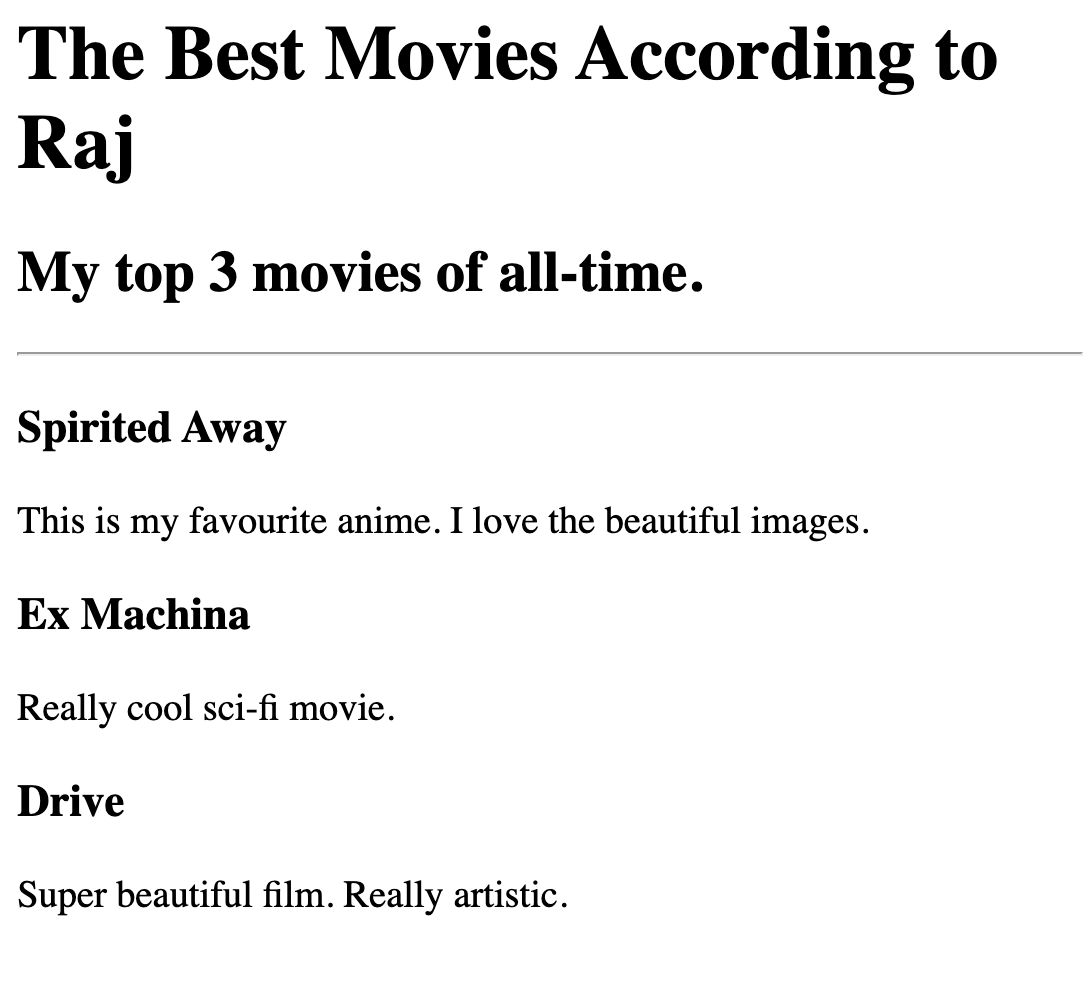 The Best Movies According to
Raj
My top 3 movies of all-time.
Spirited Away
This is my favourite anime. I love the beautiful images.
Ex Machina
Really cool sci-fi movie.
Drive
Super beautiful film. Really artistic.